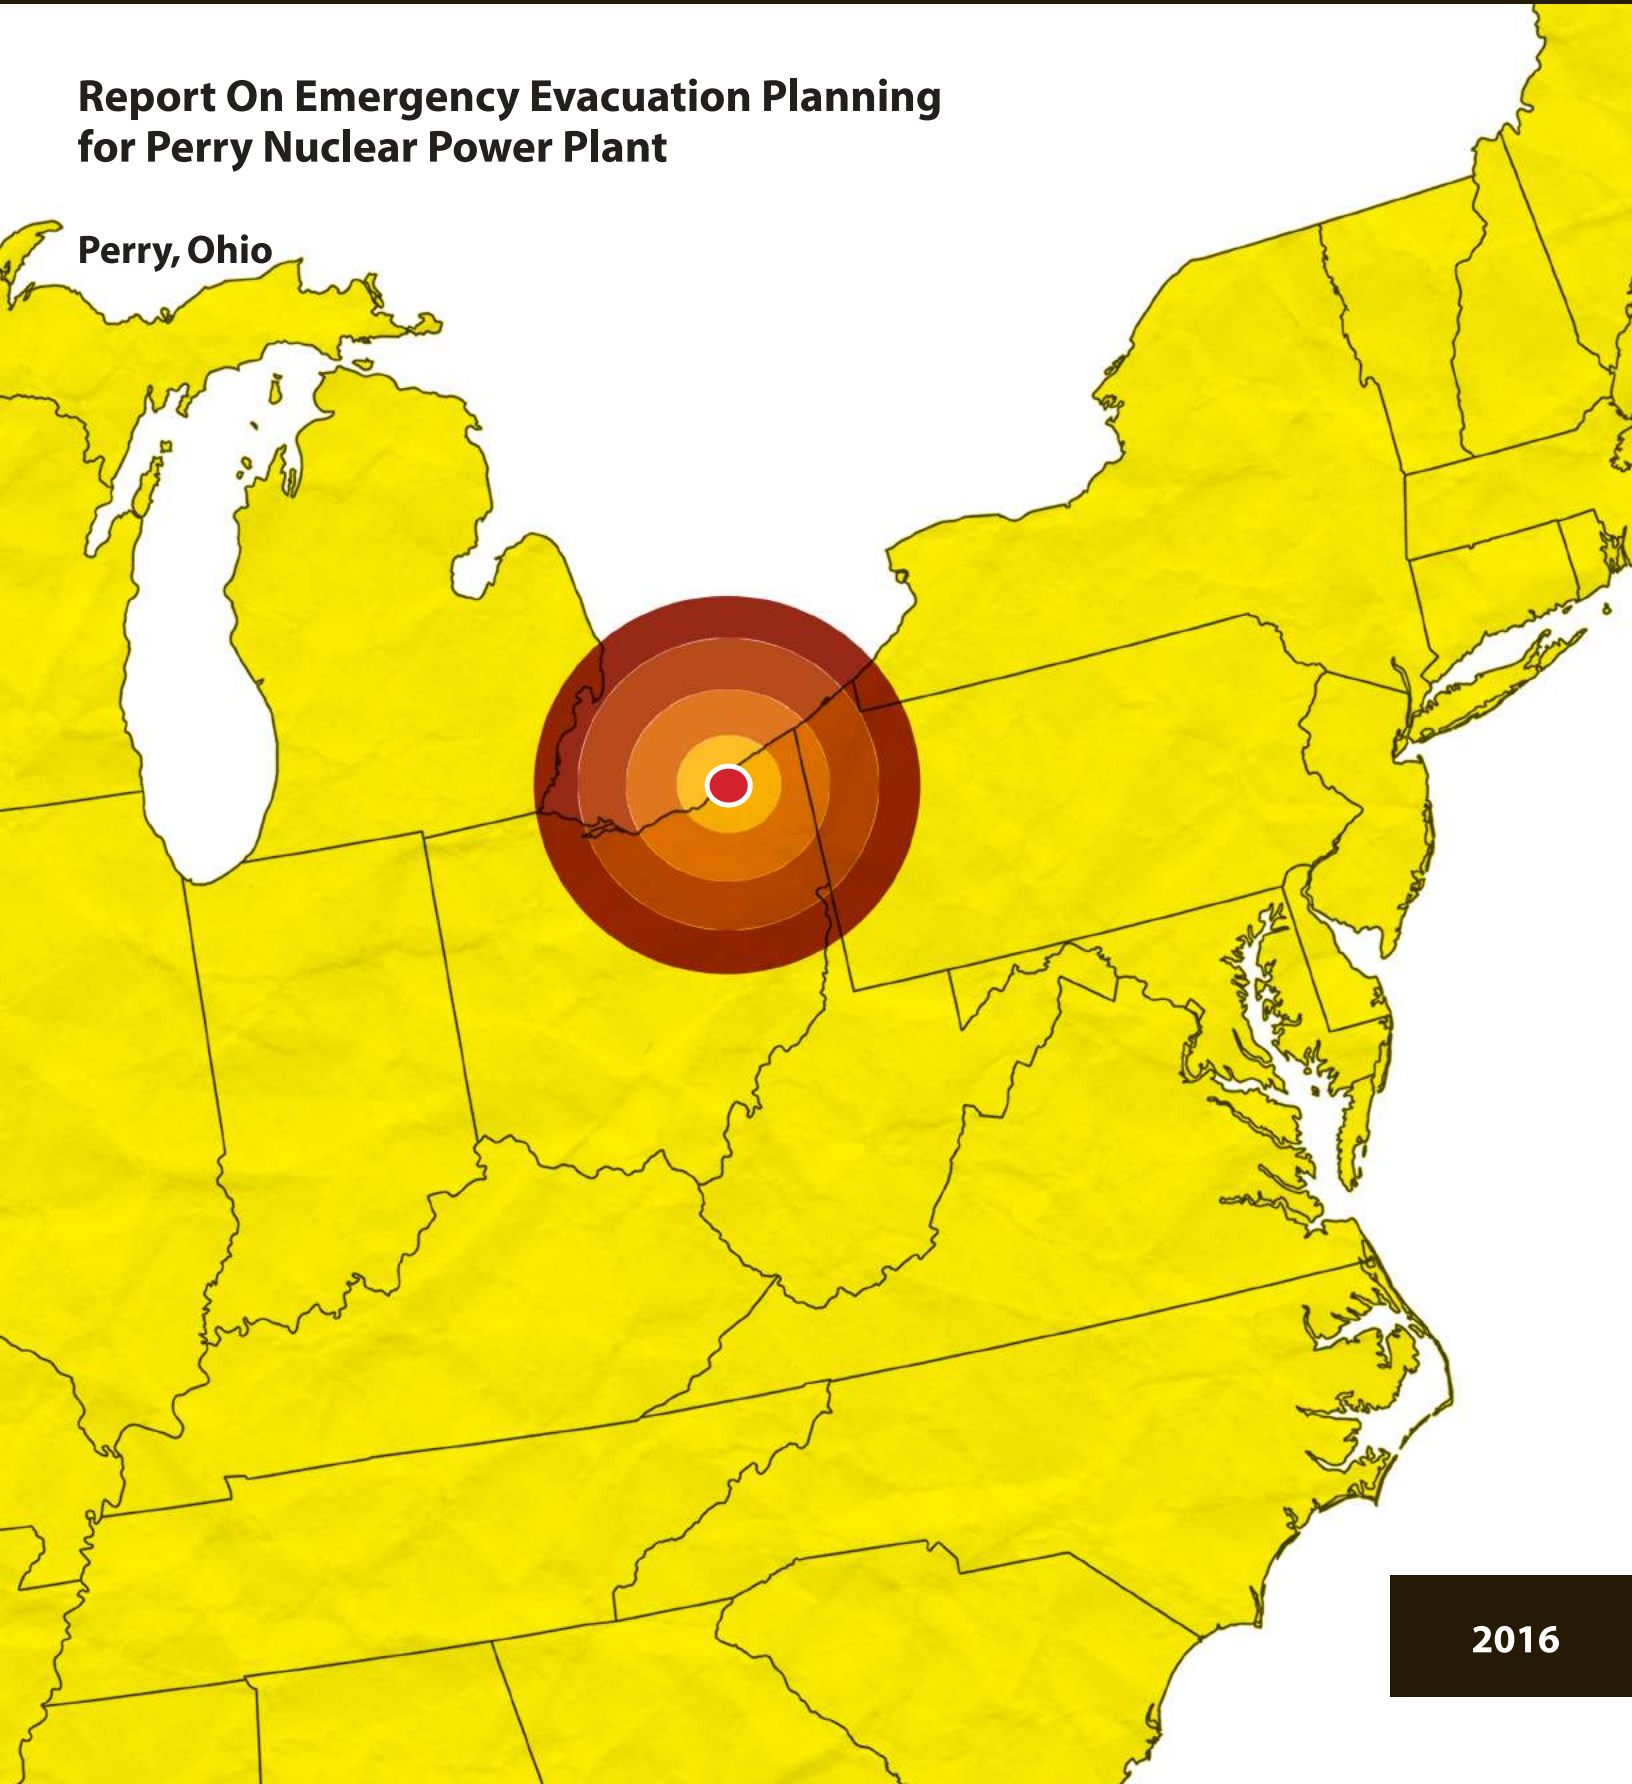 Report On Emergency Evacuation Planning
for Perry Nuclear Power Plant
Perry, Ohio
2016